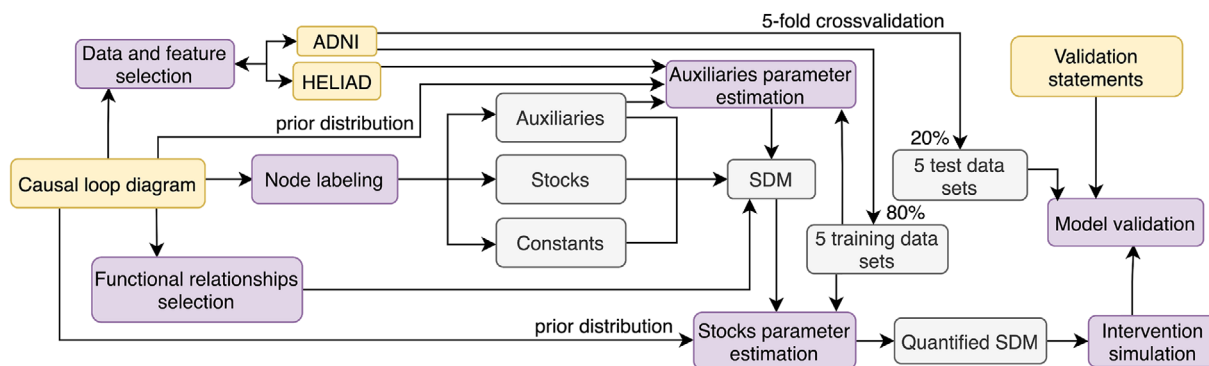 5-fold crossvalidation
Data and feature
selection
ADNI
HELIAD
Auxiliaries parameter
estimation
Validation
statements
prior distribution
Auxiliaries
20%
5 test data
sets
Causal loop diagram
Node labeling
Stocks
SDM
80%
Model validation
Constants
5 training data
sets
Functional relationships
selection
prior distribution
Stocks parameter
estimation
Quantified SDM
Intervention
simulation